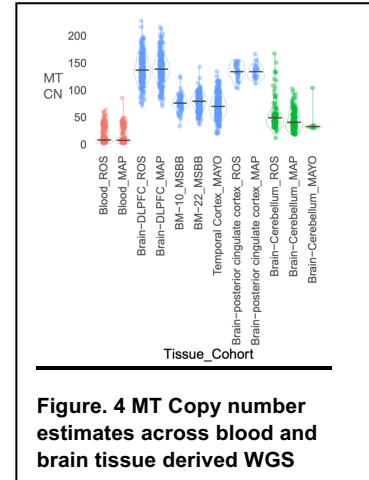 200
150
MT
CN
100
50
0
Blood_ROS
Blood_MAP
Brain−DLPFC_ROS
Brain−DLPFC_MAP
BM−10_MSBB
BM−22_MSBB
Temporal Cortex_MAYO
Brain−posterior cingulate cortex_ROS
Brain−posterior cingulate cortex_MAP
Brain−Cerebellum_ROS
Brain−Cerebellum_MAP
Brain−Cerebellum_MAYO
Tissue_Cohort
Figure. 4 MT Copy number
estimates across blood and
brain tissue derived WGS